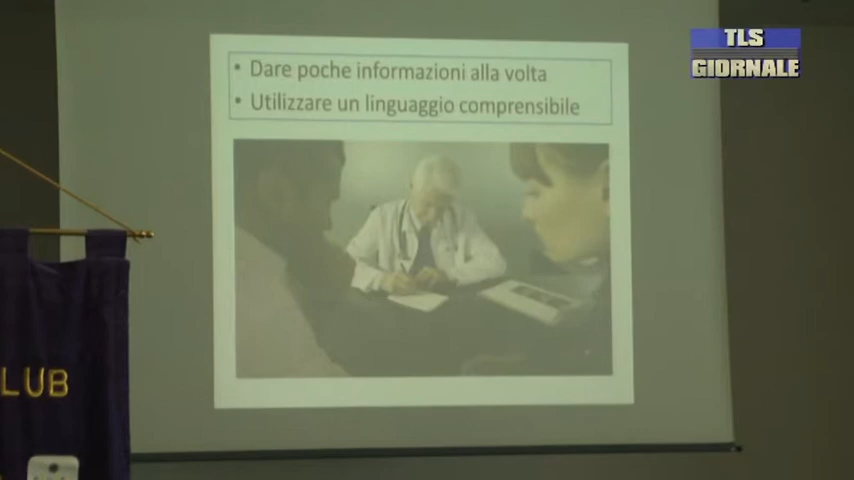 TLS
GIORNALE
• Dare poche informazioni alla volta
• Utilizzare un linguaggio comprensibile
LUB